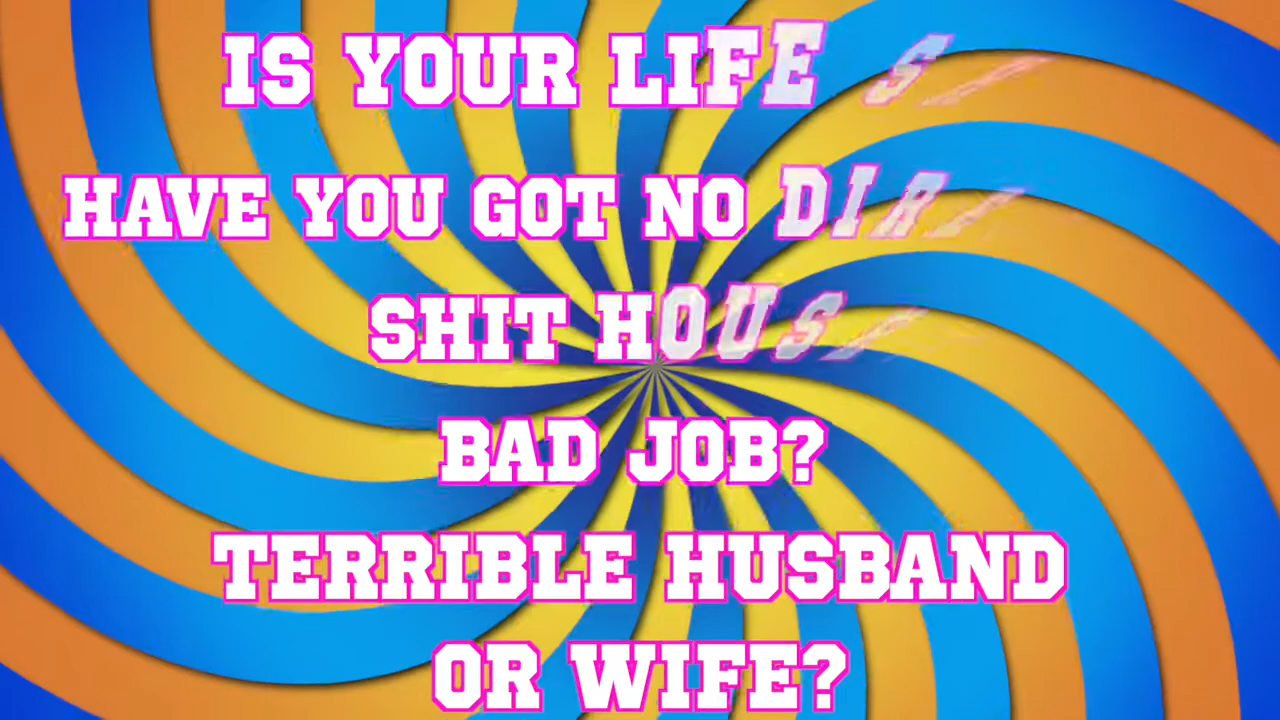 IS YOUR LIFE
HAVE YOU GOT NO
SHIT
BAD JOB?
TERRIBLE HUSBAND
OR WIFE?